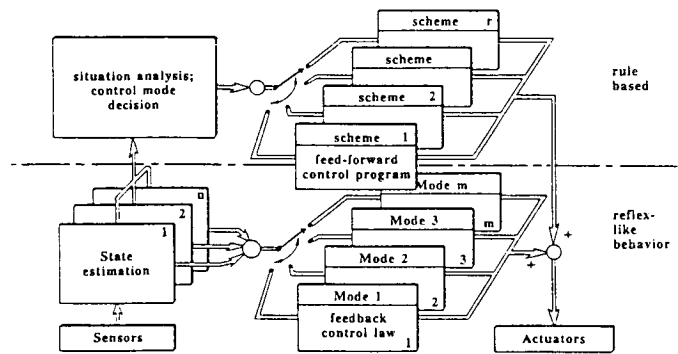 scheme r
scheme
scheme 2
scheme 1
feed-forward
control program
situation analysis;
control mode
decision
rule
based
Mode m
m
Mode 3
3
Mode 2
2
Mode 1
feedback
control law
1
n
2
1
State
estimation
reflex-
like
behavior
+
+
Sensors
Actuators